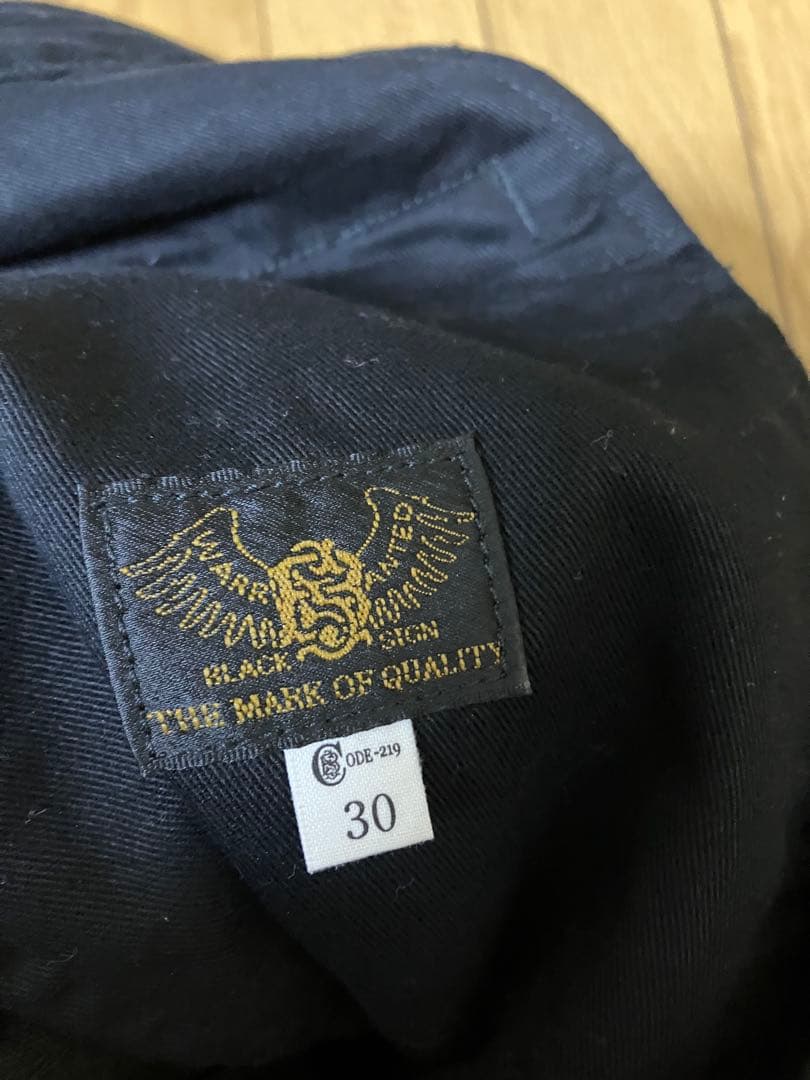 WARRANTED
BLACK SIGN
THE MARK OF QUALITY
CODE-219
30